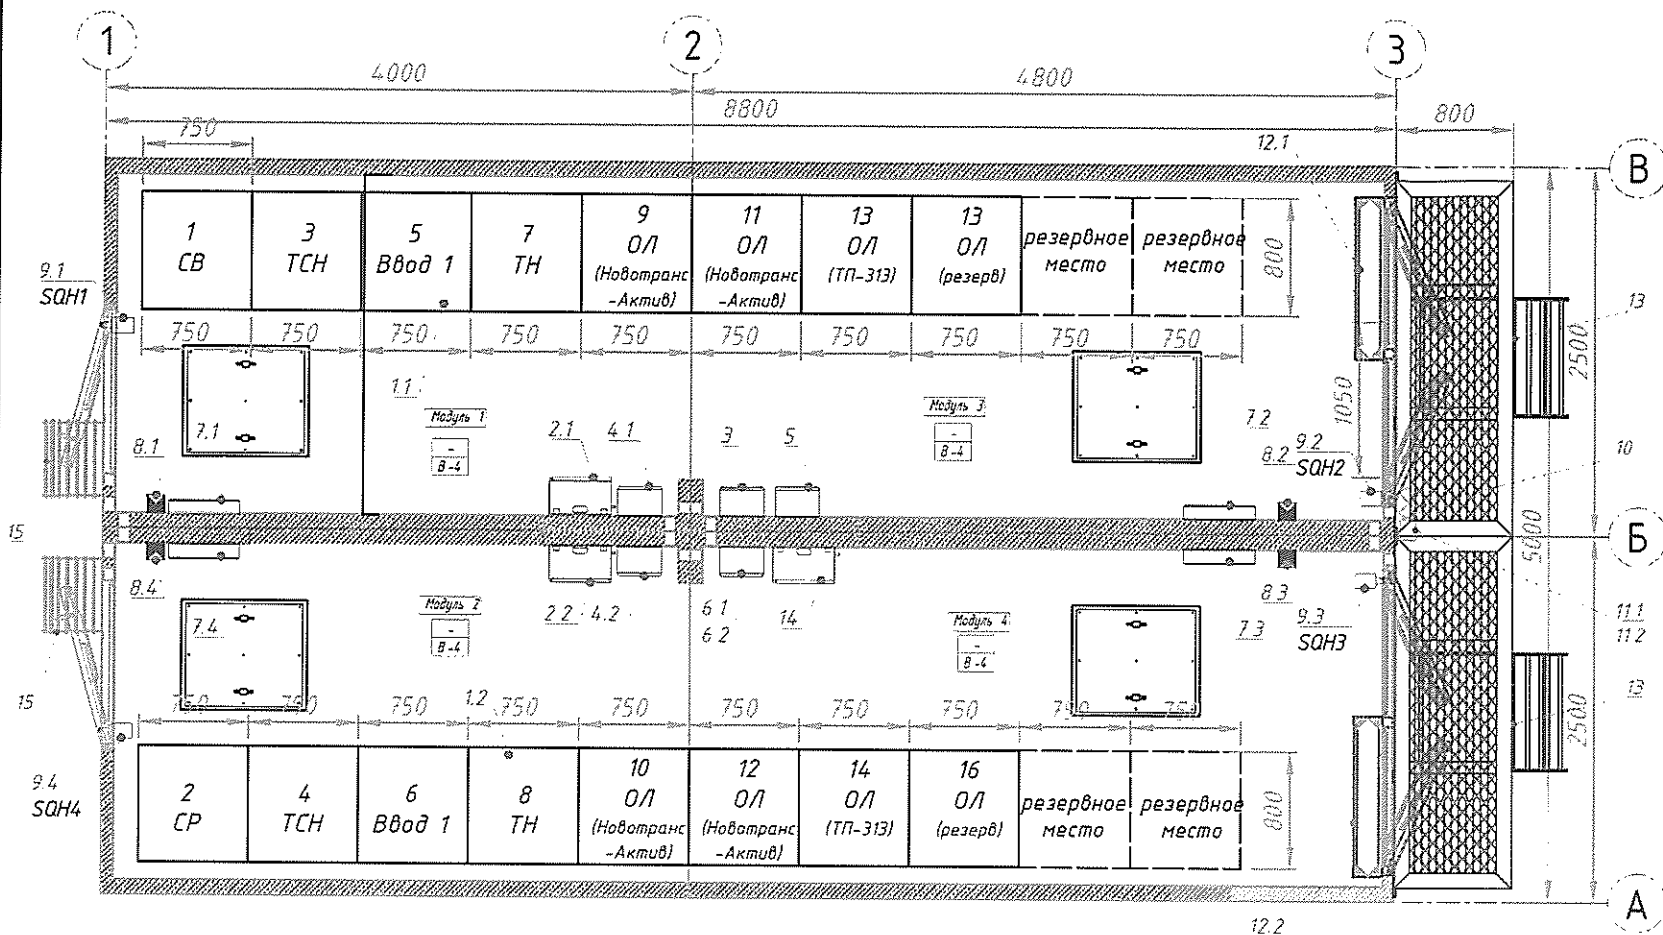 1
2
3
4000
4800
8800
800
750
12.1
В
1
СВ
3
ТСН
5
Ввод 1
7
ТН
9
ОЛ
(Новотранс
-Актив)
11
ОЛ
(Новотранс
-Актив)
13
ОЛ
(ТП-313)
13
ОЛ
(резерв)
резервное
место
резервное
место
800
9.1
SQH1
13
750 750 750 750 750 750 750 750 750 750
2500
1.1
1050
Модуль 1
-
В-4
Модуль 3
-
В-4
7.1
8.1
2.1
4.1
3
5
7.2
8.2
9.2
SQH2
10
15
Б
5000
8.4
7.4
Модуль 2
-
В-4
2.2
4.2
6.1
6.2
14
Модуль 4
-
В-4
7.3
8.3
9.3
SQH3
11.1
11.2
15
13
1.2
750 750 750 750 750 750 750 750 750 750
2500
9.4
SQH4
2
СР
4
ТСН
6
Ввод 1
8
ТН
10
ОЛ
(Новотранс
-Актив)
12
ОЛ
(Новотранс
-Актив)
14
ОЛ
(ТП-313)
16
ОЛ
(резерв)
резервное
место
резервное
место
800
А
12.2